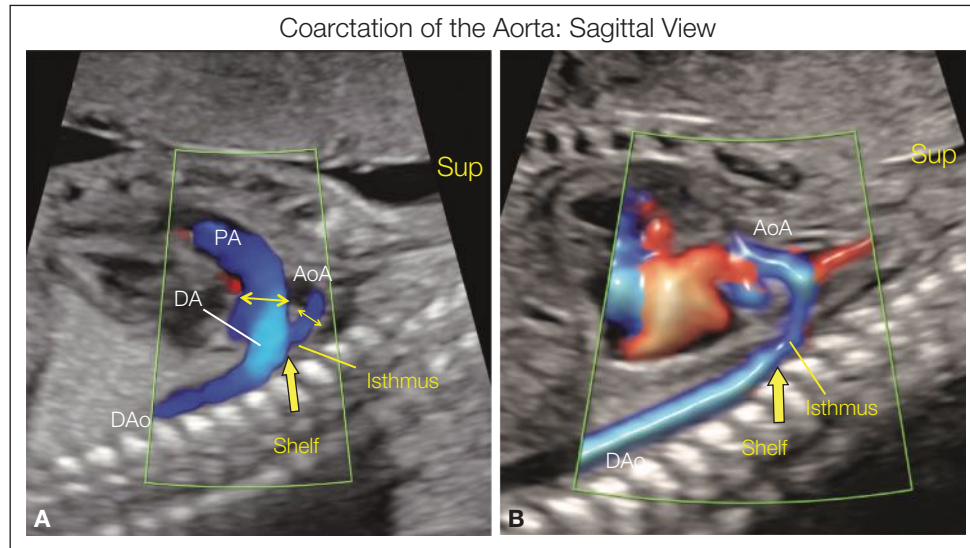 Coarctation of the Aorta: Sagittal View
Sup
PA
AoA
DA
Isthmus
DAo
Shelf
A
Sup
AoA
Isthmus
Shelf
DAo
B